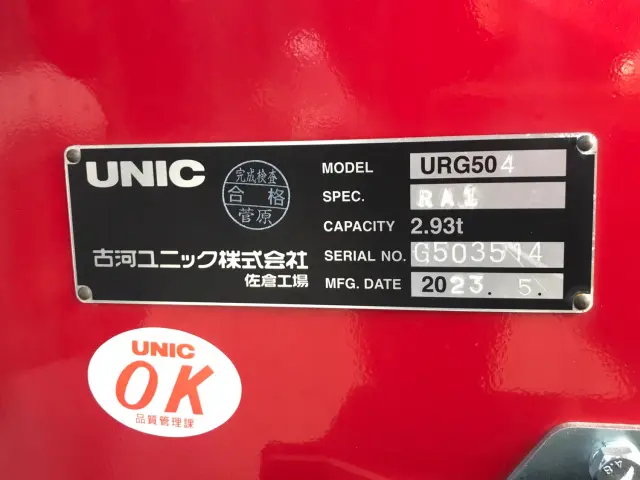 UNIC
完成検査
合格
菅原
古河ユニック株式会社
佐倉工場
MODEL URG504
SPEC.
CAPACITY 2.93t
SERIAL NO. G503514
MFG. DATE 2023. 5.
UNIC
OK
品質管理課
4.8